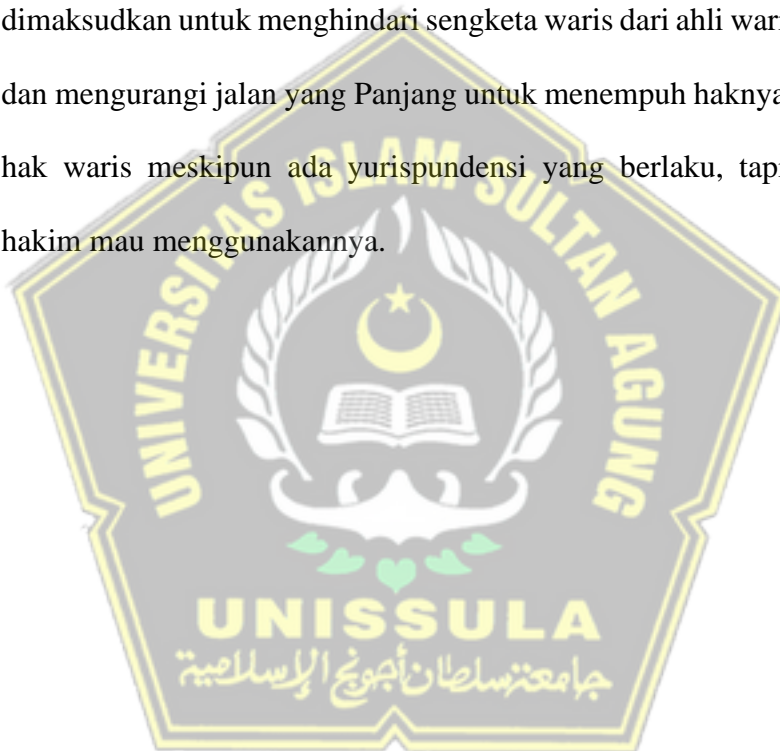 dimaksudkan untuk menghindari sengketa waris dari ahli wari
dan mengurangi jalan yang Panjang untuk menempuh haknya
hak waris meskipun ada yurispundensi yang berlaku, tapi
hakim mau menggunakannya.
UNIVERSITAS ISLAM SULTAN AGUNG
UNISSULA
جامعة سلطان أجونج الإسلامية